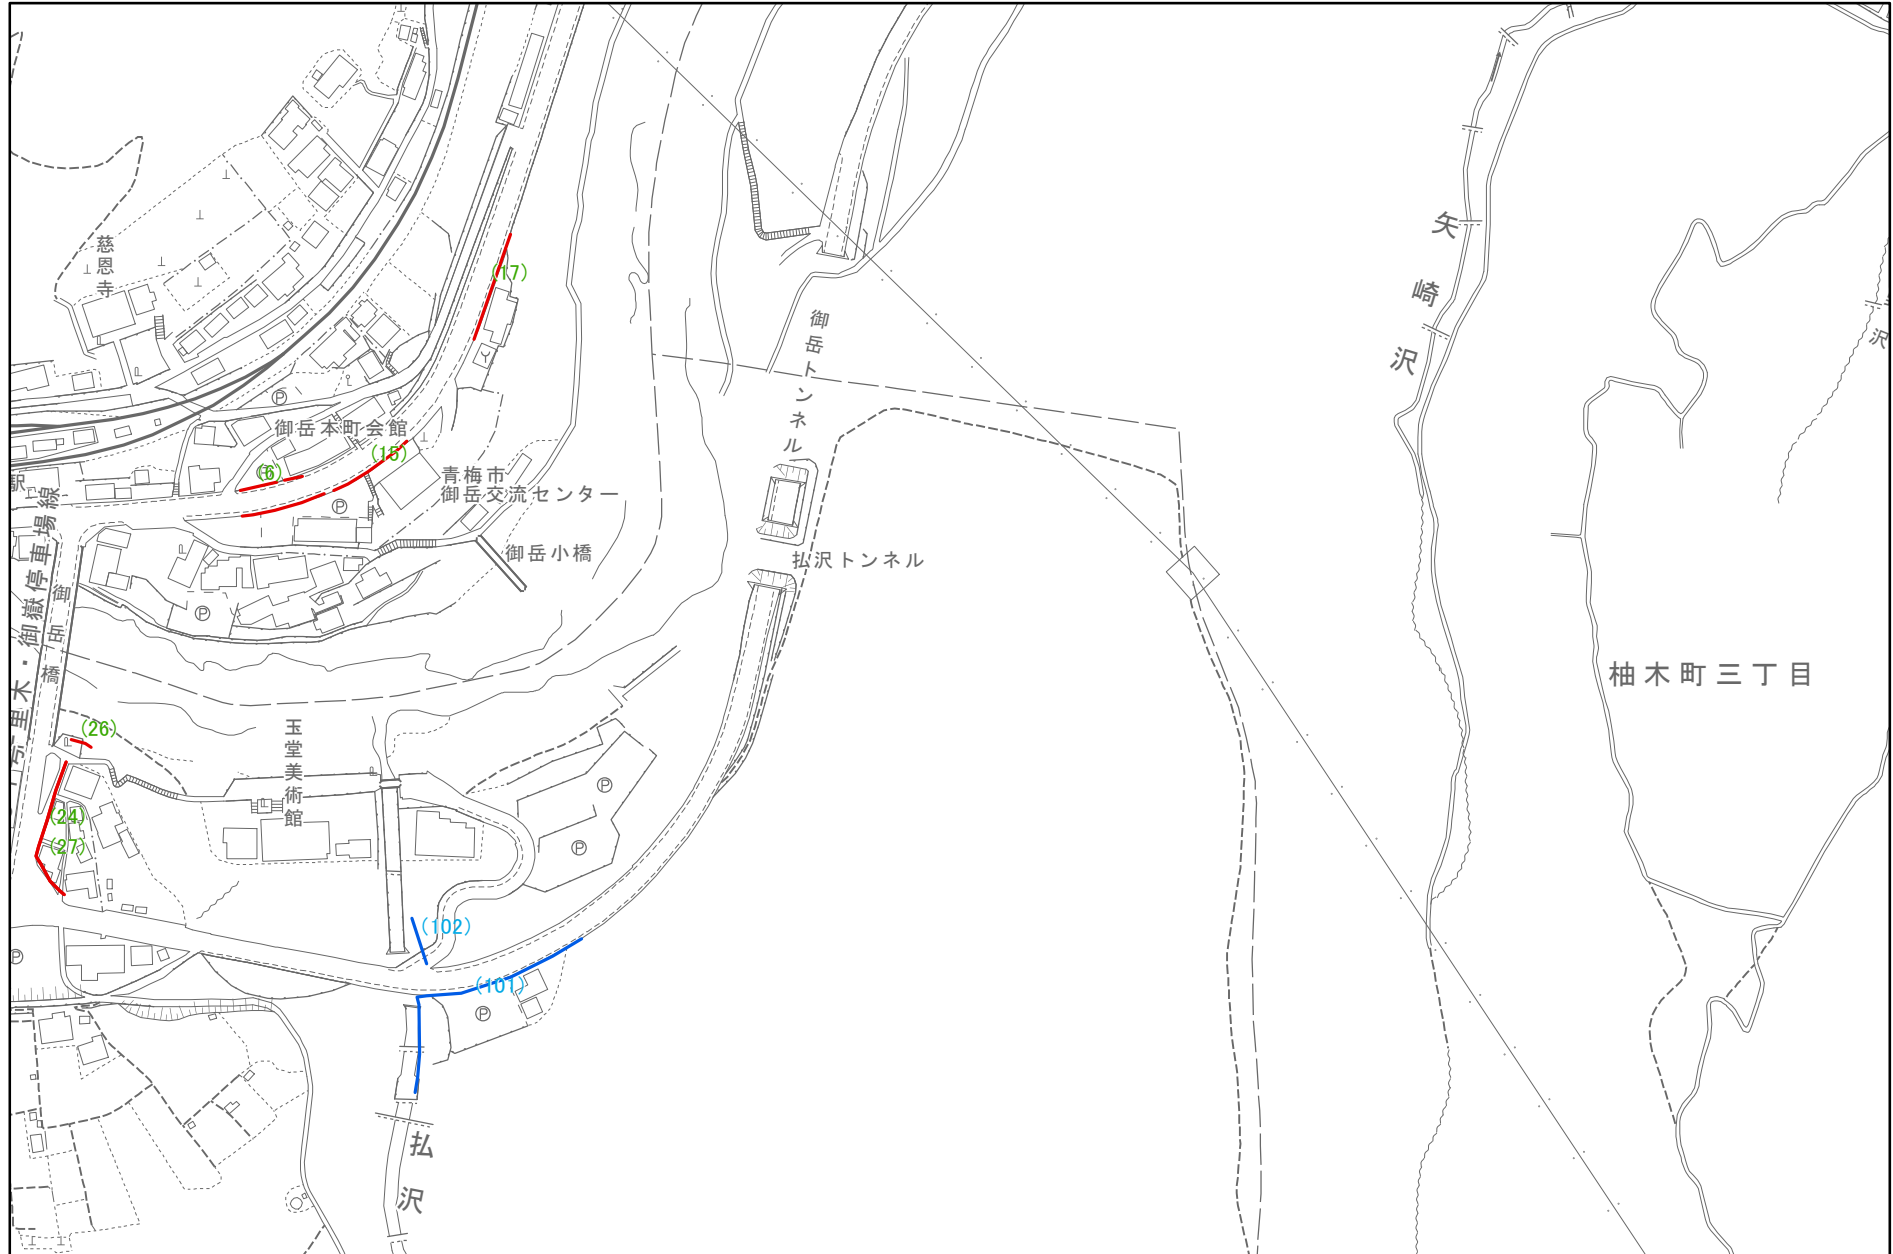 慈恩寺
(17)
矢崎沢
沢
御岳トンネル
Ⓟ
御岳本町会館
(15)
(6)
青梅市
御岳交流センター
駅
Ⓟ
御岳小橋
払沢トンネル
御岳橋
Ⓟ
木・御嶽停車場線
柚木町三丁目
(26)
玉堂美術館
Ⓟ
(24)
(27)
Ⓟ
(102)
Ⓟ
(101)
Ⓟ
払沢